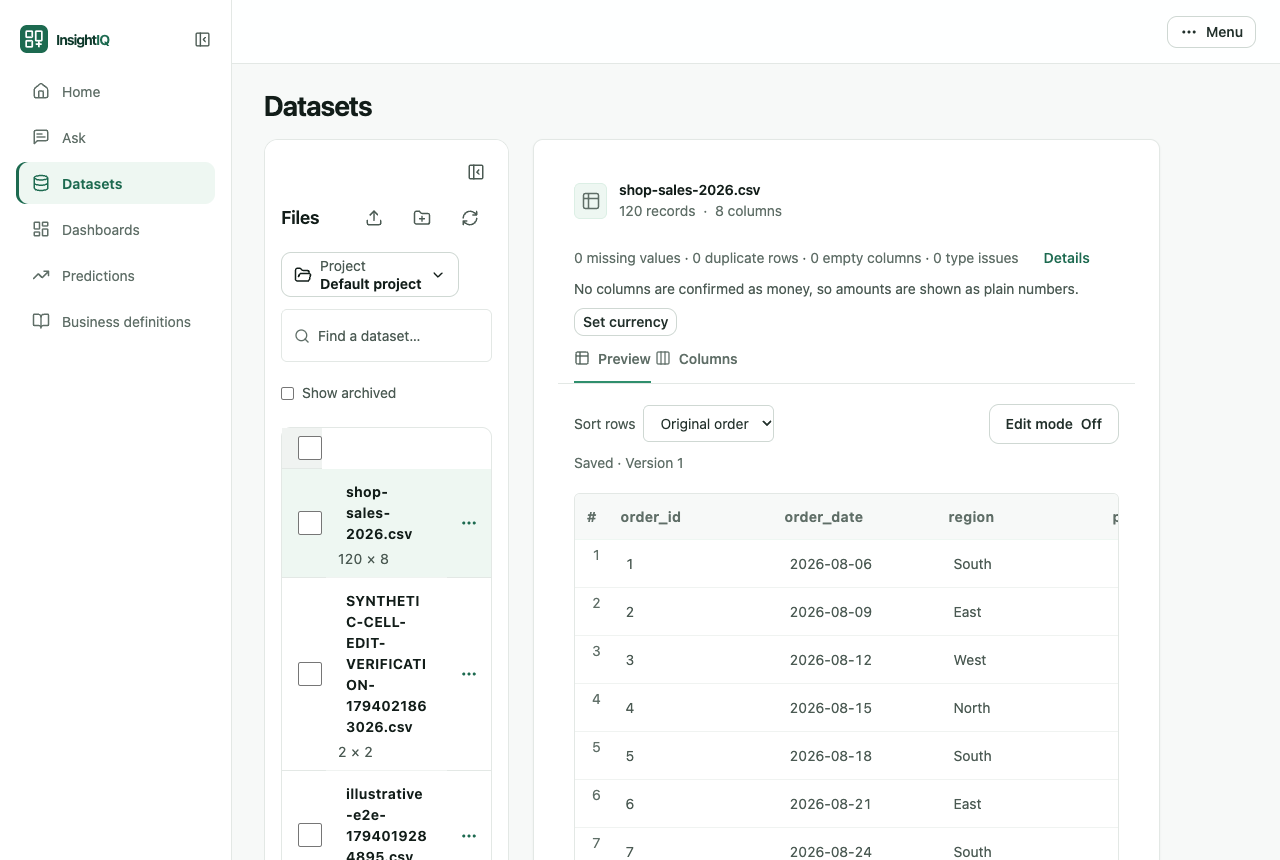 InsightIQ
Menu
Home
Ask
Datasets
Dashboards
Predictions
Business definitions
Datasets
Files
Project
Default project
Find a dataset...
Show archived
shop-
sales-
2026.csv
120 × 8
SYNTHETI
C-CELL-
EDIT-
VERIFICATI
ON-
179402186
3026.csv
2 × 2
illustrative
-e2e-
179401928
4895.csv
shop-sales-2026.csv
120 records · 8 columns
0 missing values · 0 duplicate rows · 0 empty columns · 0 type issues Details
No columns are confirmed as money, so amounts are shown as plain numbers.
Set currency
Preview Columns
Sort rows Original order Edit mode Off
Saved · Version 1
# order_id order_date region
1 1 2026-08-06 South
2 2 2026-08-09 East
3 3 2026-08-12 West
4 4 2026-08-15 North
5 5 2026-08-18 South
6 6 2026-08-21 East
7 7 2026-08-24 South